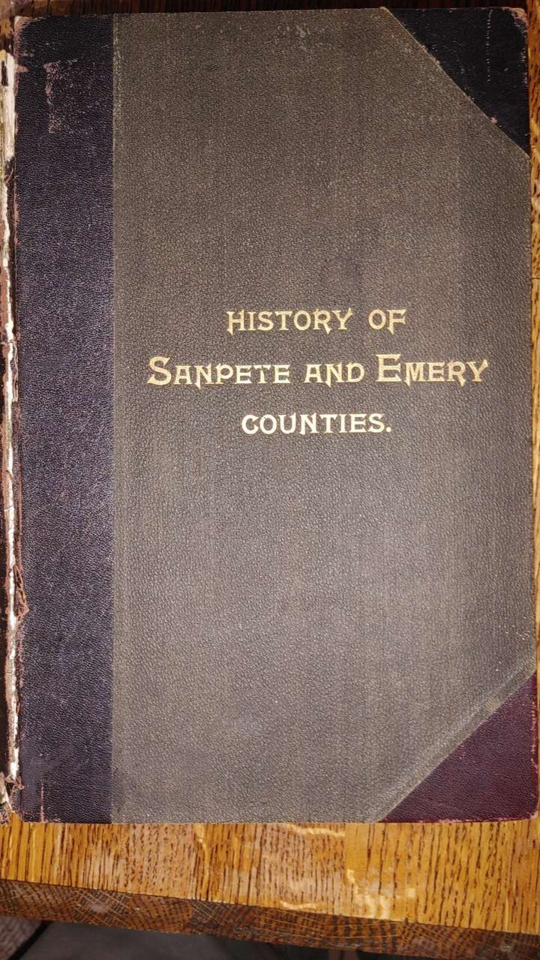 HISTORY OF
SANPETE AND EMERY
COUNTIES.